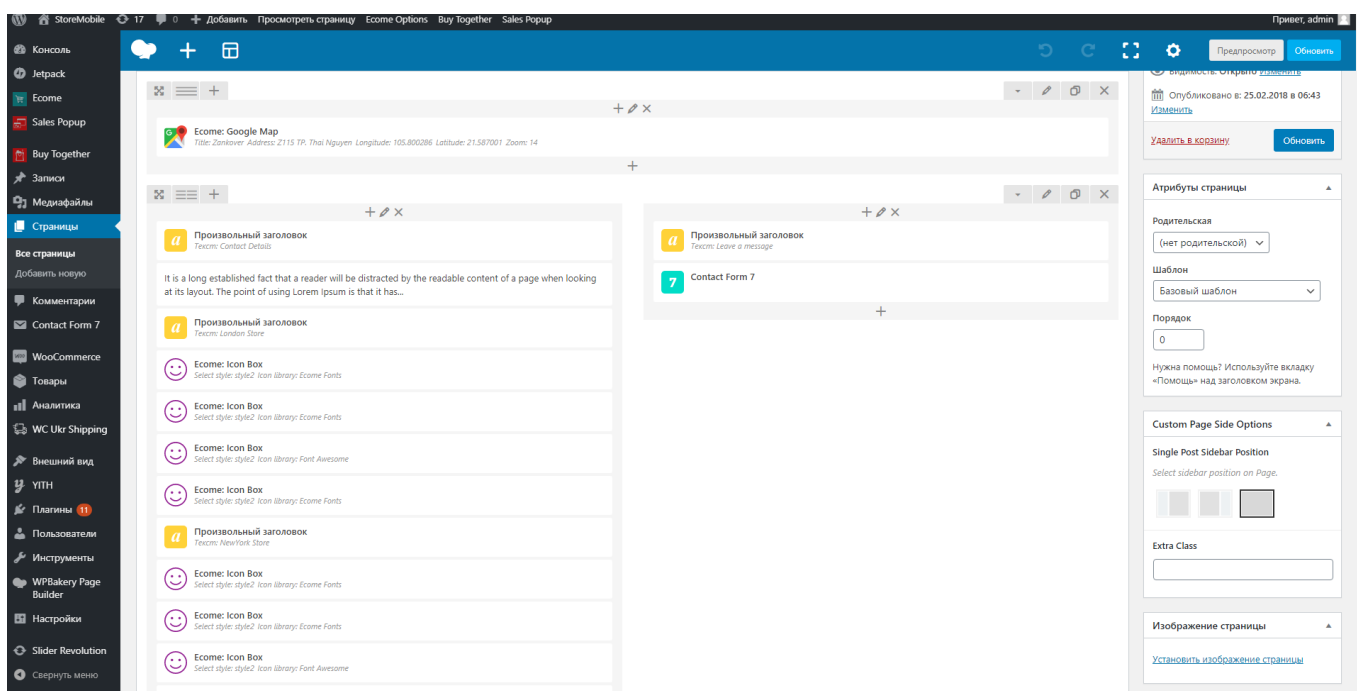 StoreMobile 17 0 Добавить Просмотреть страницу Ecome Options Buy Together Sales Popup Привет, admin
Консоль
Jetpack
Ecome
Sales Popup
Buy Together
Записи
Медиафайлы
Страницы
Все страницы
Добавить новую
Комментарии
Contact Form 7
WooCommerce
Товары
Аналитика
WC Ukr Shipping
Внешний вид
YITH
Плагины 11
Пользователи
Инструменты
WPBakery Page
Builder
Настройки
Slider Revolution
Свернуть меню
Предпросмотр Обновить
Ecome: Google Map
Title: Zankover Address: Z115 TP. Thai Nguyen Longitude: 105.800286 Latitude: 21.587001 Zoom: 14
Произвольный заголовок
Текст: Contact Details
It is a long established fact that a reader will be distracted by the readable content of a page when looking
at its layout. The point of using Lorem Ipsum is that it has...
Произвольный заголовок
Текст: London Store
Ecome: Icon Box
Select style: style2 Icon library: Ecome Fonts
Ecome: Icon Box
Select style: style2 Icon library: Ecome Fonts
Ecome: Icon Box
Select style: style2 Icon library: Font Awesome
Ecome: Icon Box
Select style: style2 Icon library: Ecome Fonts
Произвольный заголовок
Текст: NewYork Store
Ecome: Icon Box
Select style: style2 Icon library: Ecome Fonts
Ecome: Icon Box
Select style: style2 Icon library: Ecome Fonts
Ecome: Icon Box
Select style: style2 Icon library: Font Awesome
Произвольный заголовок
Текст: Leave a message
Contact Form 7
Видимость: Открыто Изменить
Опубликовано в: 25.02.2018 в 06:43
Изменить
Удалить в корзину Обновить
Атрибуты страницы
Родительская
(нет родительской)
Шаблон
Базовый шаблон
Порядок
0
Нужна помощь? Используйте вкладку
«Помощь» над заголовком экрана.
Custom Page Side Options
Single Post Sidebar Position
Select sidebar position on Page.
Extra Class
Изображение страницы
Установить изображение страницы